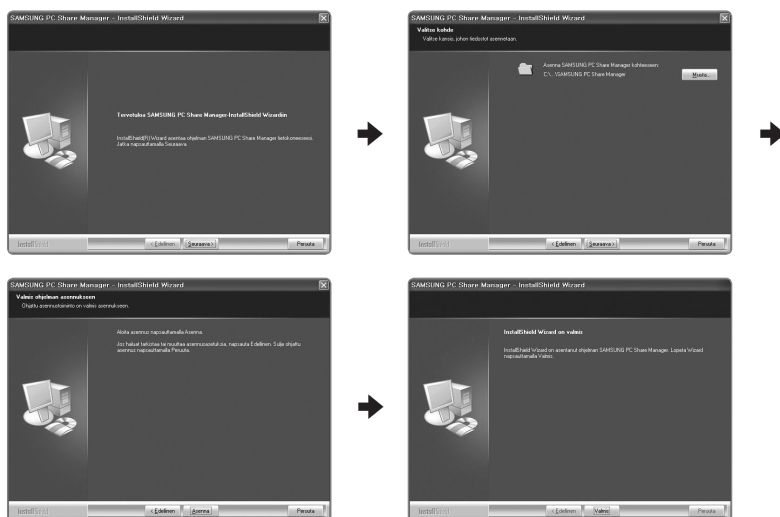 SAMSUNG PC Share Manager - InstallShield Wizard
Tervetuloa SAMSUNG PC Share Manager-InstallShield Wizardiin
InstallShield(R) Wizard asentaa ohjelman SAMSUNG PC Share Manager tietokoneeseesi.
Jatka napsauttamalla Seuraava.
InstallShield
< Edellinen
Seuraava >
Peruuta
SAMSUNG PC Share Manager - InstallShield Wizard
Valitse kohde
Valitse kansio, johon tiedostot asennetaan.
Asenna SAMSUNG PC Share Manager kohteeseen:
C:\...\SAMSUNG PC Share Manager
Muuta...
InstallShield
< Edellinen
Seuraava >
Peruuta
SAMSUNG PC Share Manager - InstallShield Wizard
Valmis ohjelman asennukseen
Ohjattu asennustoiminto on valmis asennukseen.
Aloita asennus napsauttamalla Asenna.
Jos haluat tarkistaa tai muuttaa asennusasetuksia, napsauta Edellinen. Sulje ohjattu
asennus napsauttamalla Peruuta.
InstallShield
< Edellinen
Asenna
Peruuta
SAMSUNG PC Share Manager - InstallShield Wizard
InstallShield Wizard on valmis
InstallShield Wizard on asentanut ohjelman SAMSUNG PC Share Manager. Lopeta Wizard
napsauttamalla Valmis.
InstallShield
< Edellinen
Valmis
Peruuta